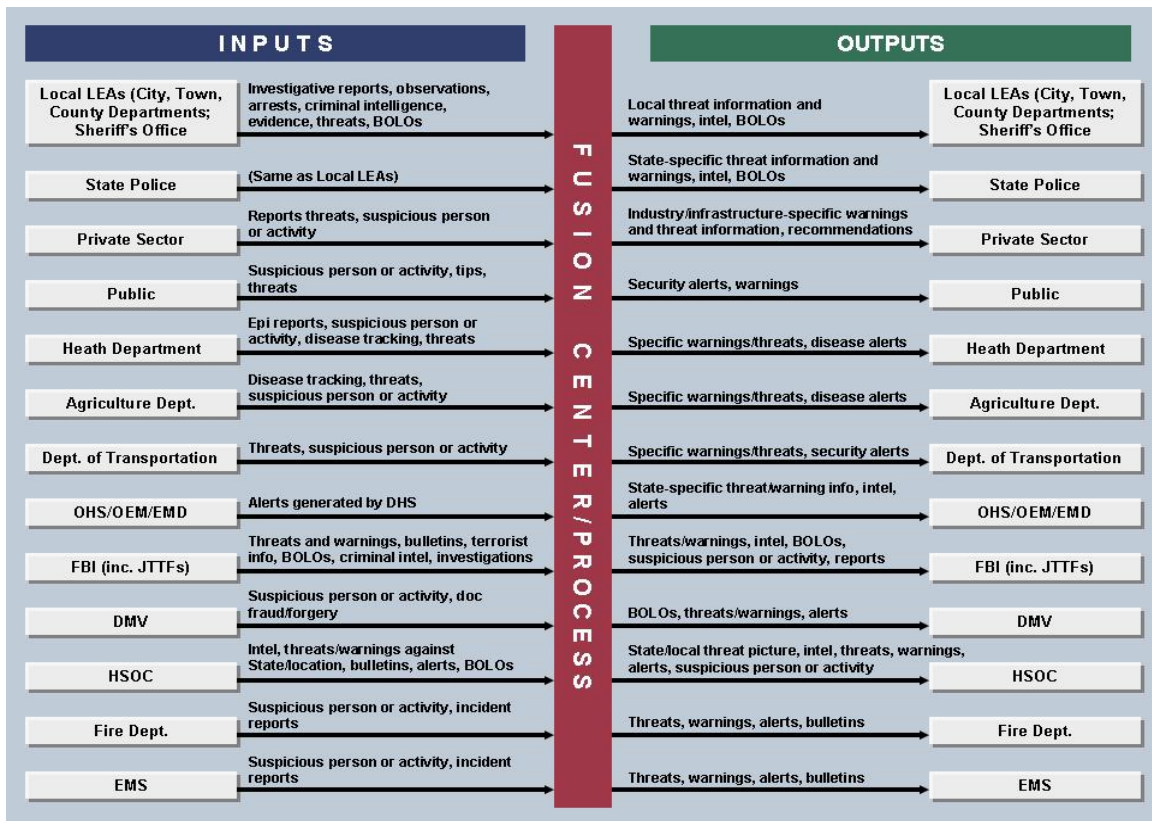 INPUTS
OUTPUTS
Local LEAs (City, Town,
County Departments;
Sheriff's Office
Investigative reports, observations,
arrests, criminal intelligence,
evidence, threats, BOLOs
FUSION CENTER/PROCESS
Local threat information and
warnings, intel, BOLOs
Local LEAs (City, Town,
County Departments;
Sheriff's Office
State Police
(Same as Local LEAs)
State-specific threat information and
warnings, intel, BOLOs
State Police
Private Sector
Reports threats, suspicious person
or activity
Industry/infrastructure-specific warnings
and threat information, recommendations
Private Sector
Public
Suspicious person or activity, tips,
threats
Security alerts, warnings
Public
Heath Department
Epi reports, suspicious person or
activity, disease tracking, threats
Specific warnings/threats, disease alerts
Heath Department
Agriculture Dept.
Disease tracking, threats,
suspicious person or activity
Specific warnings/threats, disease alerts
Agriculture Dept.
Dept. of Transportation
Threats, suspicious person or activity
Specific warnings/threats, security alerts
Dept. of Transportation
OHS/OEM/EMD
Alerts generated by DHS
State-specific threat/warning info, intel,
alerts
OHS/OEM/EMD
FBI (inc. JTTFs)
Threats and warnings, bulletins, terrorist
info, BOLOs, criminal intel, investigations
Threats/warnings, intel, BOLOs,
suspicious person or activity, reports
FBI (inc. JTTFs)
DMV
Suspicious person or activity, doc
fraud/forgery
BOLOs, threats/warnings, alerts
DMV
HSOC
Intel, threats/warnings against
State/location, bulletins, alerts, BOLOs
State/local threat picture, intel, threats, warnings,
alerts, suspicious person or activity
HSOC
Fire Dept.
Suspicious person or activity, incident
reports
Threats, warnings, alerts, bulletins
Fire Dept.
EMS
Suspicious person or activity, incident
reports
Threats, warnings, alerts, bulletins
EMS